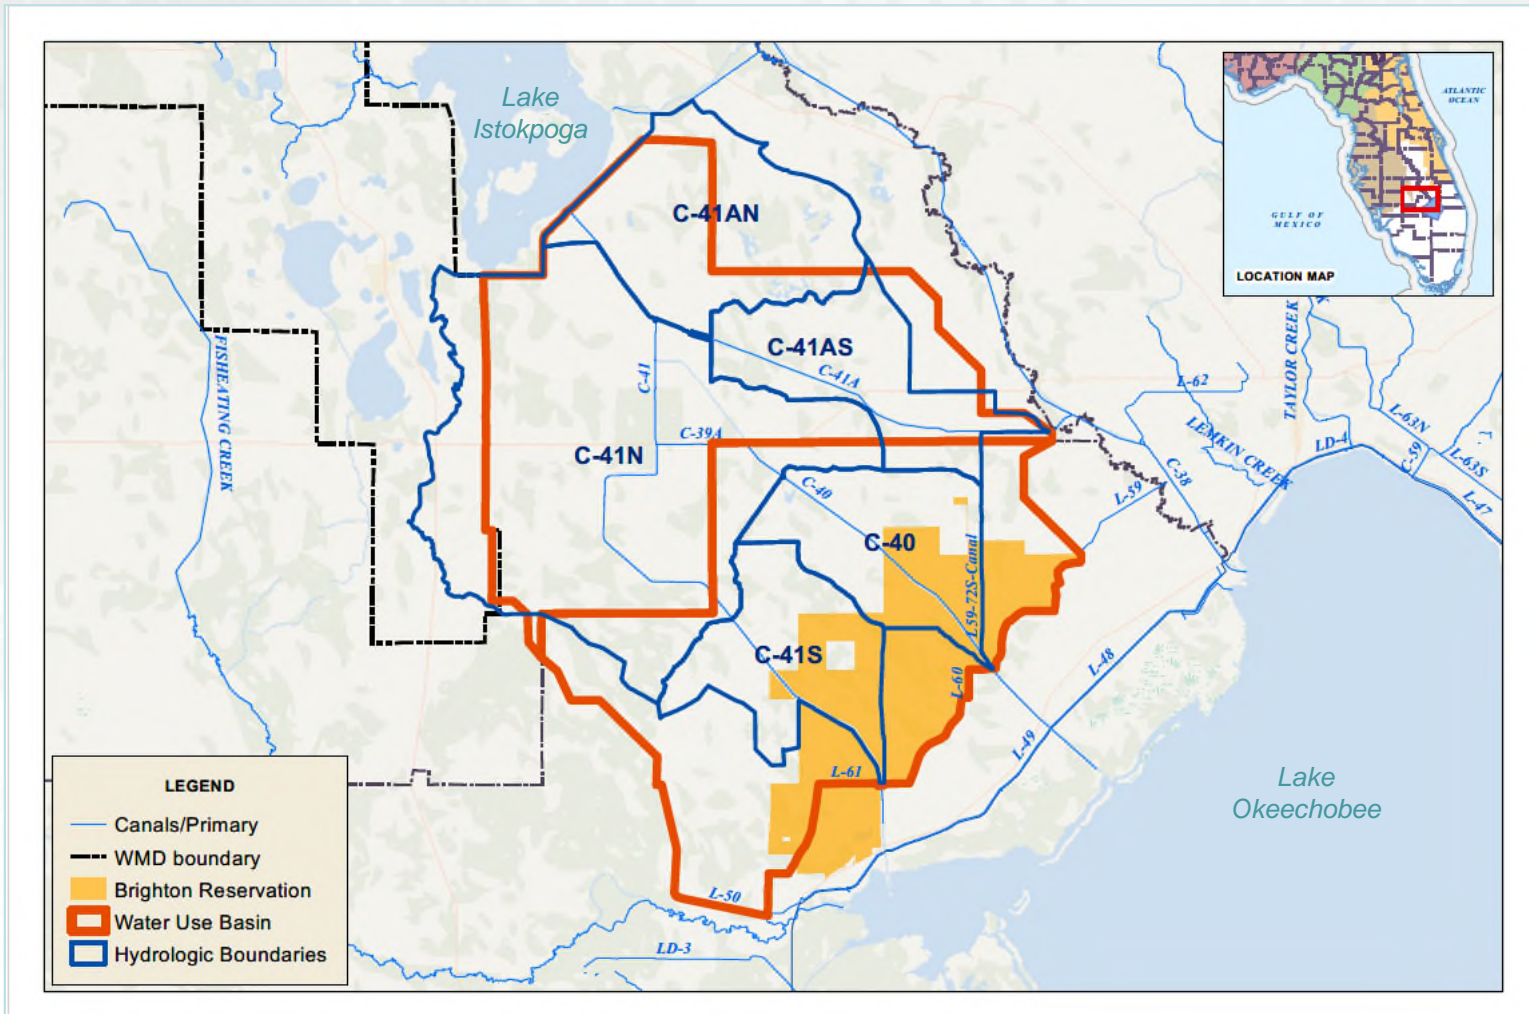 Lake
Istokpoga
ATLANTIC
OCEAN
GULF OF
MEXICO
LOCATION MAP
C-41AN
C-41AS
C-41A
C-41
C-39A
C-41N
FISHEATING CREEK
TAYLOR CREEK
L-62
L-63N
LEMKIN CREEK
LD-4
C-59
L-63S
L-47
C-38
L-59
C-40
C-40
L59-72S-Canal
C-41S
L-60
L-48
L-49
L-61
Lake
Okeechobee
L-50
LD-3
LEGEND
Canals/Primary
WMD boundary
Brighton Reservation
Water Use Basin
Hydrologic Boundaries